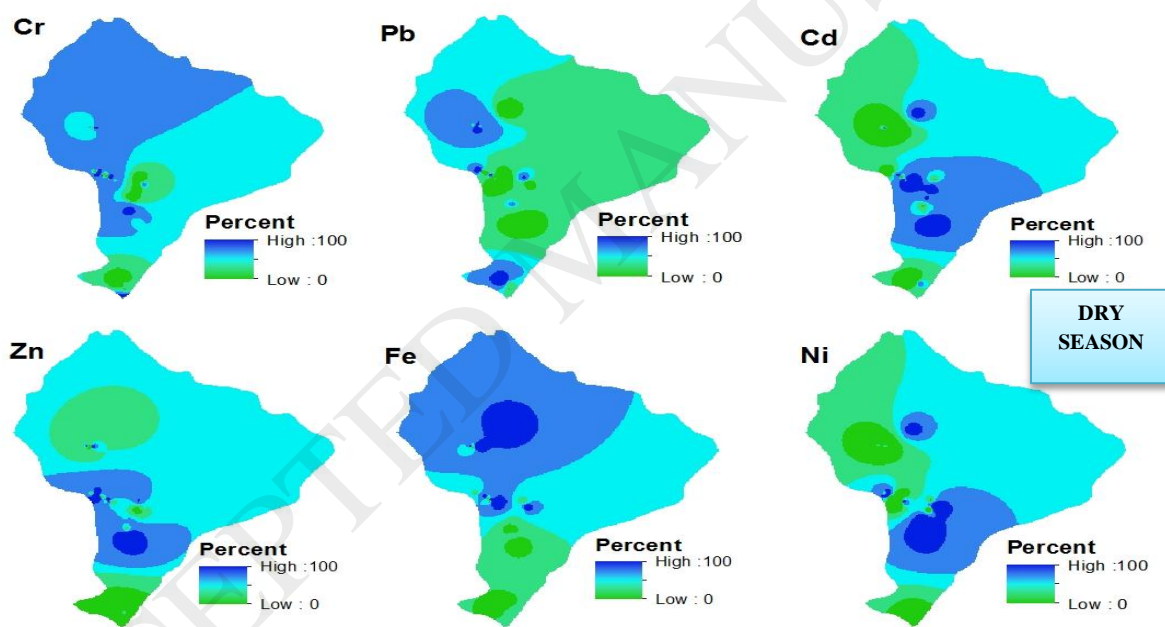 Cr
Percent
High :100
Low : 0
Pb
Percent
High :100
Low : 0
Cd
Percent
High :100
Low : 0
DRY
SEASON
Zn
Percent
High :100
Low : 0
Fe
Percent
High :100
Low : 0
Ni
Percent
High :100
Low : 0
EPTED MANU